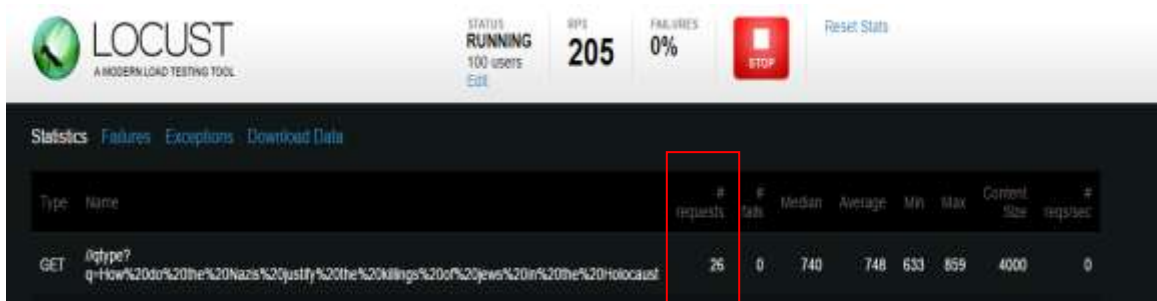 LOCUST
A MODERN LOAD TESTING TOOL
STATUS
RUNNING
100 users
Edit
RPS
205
FAILURES
0%
STOP
Reset Stats
Statistics Failures Exceptions Download Data
Type Name # requests # fails Median Average Min Max Content Size # reqs/sec
GET //qtype?
q=How%20do%20the%20Nazis%20justify%20the%20killings%20of%20jews%20in%20the%20Holocaust 26 0 740 748 633 859 4000 0